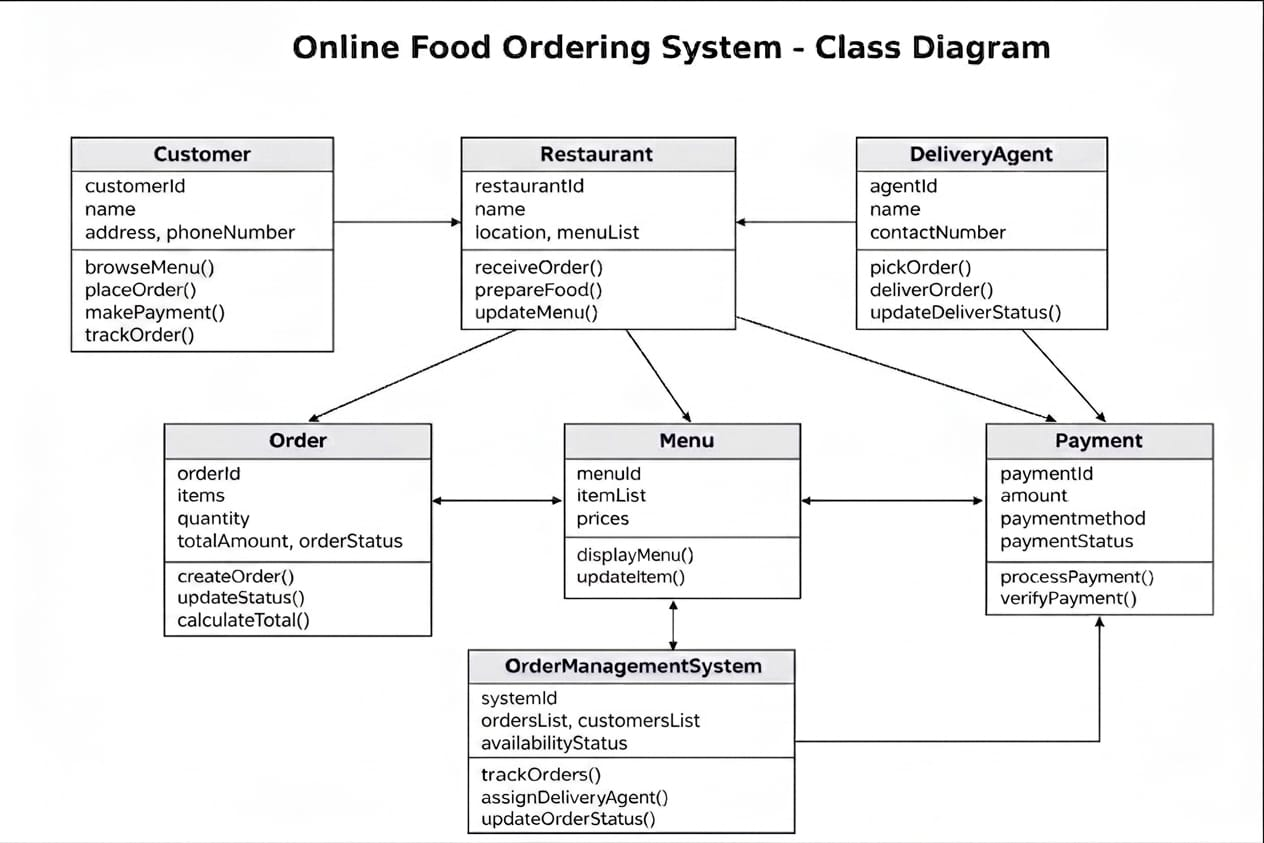 Online Food Ordering System - Class Diagram
Customer
customerId
name
address, phoneNumber
browseMenu()
placeOrder()
makePayment()
trackOrder()
Restaurant
restaurantId
name
location, menuList
receiveOrder()
prepareFood()
updateMenu()
DeliveryAgent
agentId
name
contactNumber
pickOrder()
deliverOrder()
updateDeliverStatus()
Order
orderId
items
quantity
totalAmount, orderStatus
createOrder()
updateStatus()
calculateTotal()
Menu
menuId
itemList
prices
displayMenu()
updateItem()
Payment
paymentId
amount
paymentmethod
paymentStatus
processPayment()
verifyPayment()
OrderManagementSystem
systemId
ordersList, customersList
availabilityStatus
trackOrders()
assignDeliveryAgent()
updateOrderStatus()